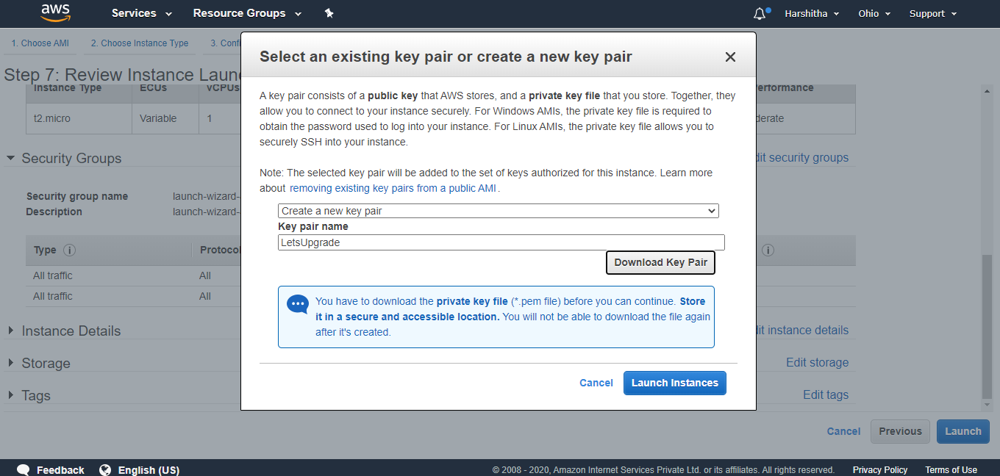 aws
Services
Resource Groups
Harshitha
Ohio
Support
1. Choose AMI
2. Choose Instance Type
3. Confi
Step 7: Review Instance Laun
Instance Type
ECUs
vCPUs
erformance
t2.micro
Variable
1
derate
Security Groups
dit security groups
Security group name
launch-wizard-
Description
launch-wizard-
Type
Protocol
All traffic
All
All traffic
All
Instance Details
dit instance details
Storage
Edit storage
Tags
Edit tags
Select an existing key pair or create a new key pair
A key pair consists of a public key that AWS stores, and a private key file that you store. Together, they
allow you to connect to your instance securely. For Windows AMIs, the private key file is required to
obtain the password used to log into your instance. For Linux AMIs, the private key file allows you to
securely SSH into your instance.
Note: The selected key pair will be added to the set of keys authorized for this instance. Learn more
about removing existing key pairs from a public AMI.
Create a new key pair
Key pair name
LetsUpgrade
Download Key Pair
You have to download the private key file (*.pem file) before you can continue. Store
it in a secure and accessible location. You will not be able to download the file again
after it's created.
Cancel
Launch Instances
Cancel
Previous
Launch
Feedback
English (US)
© 2008 - 2020, Amazon Internet Services Private Ltd. or its affiliates. All rights reserved.
Privacy Policy
Terms of Use